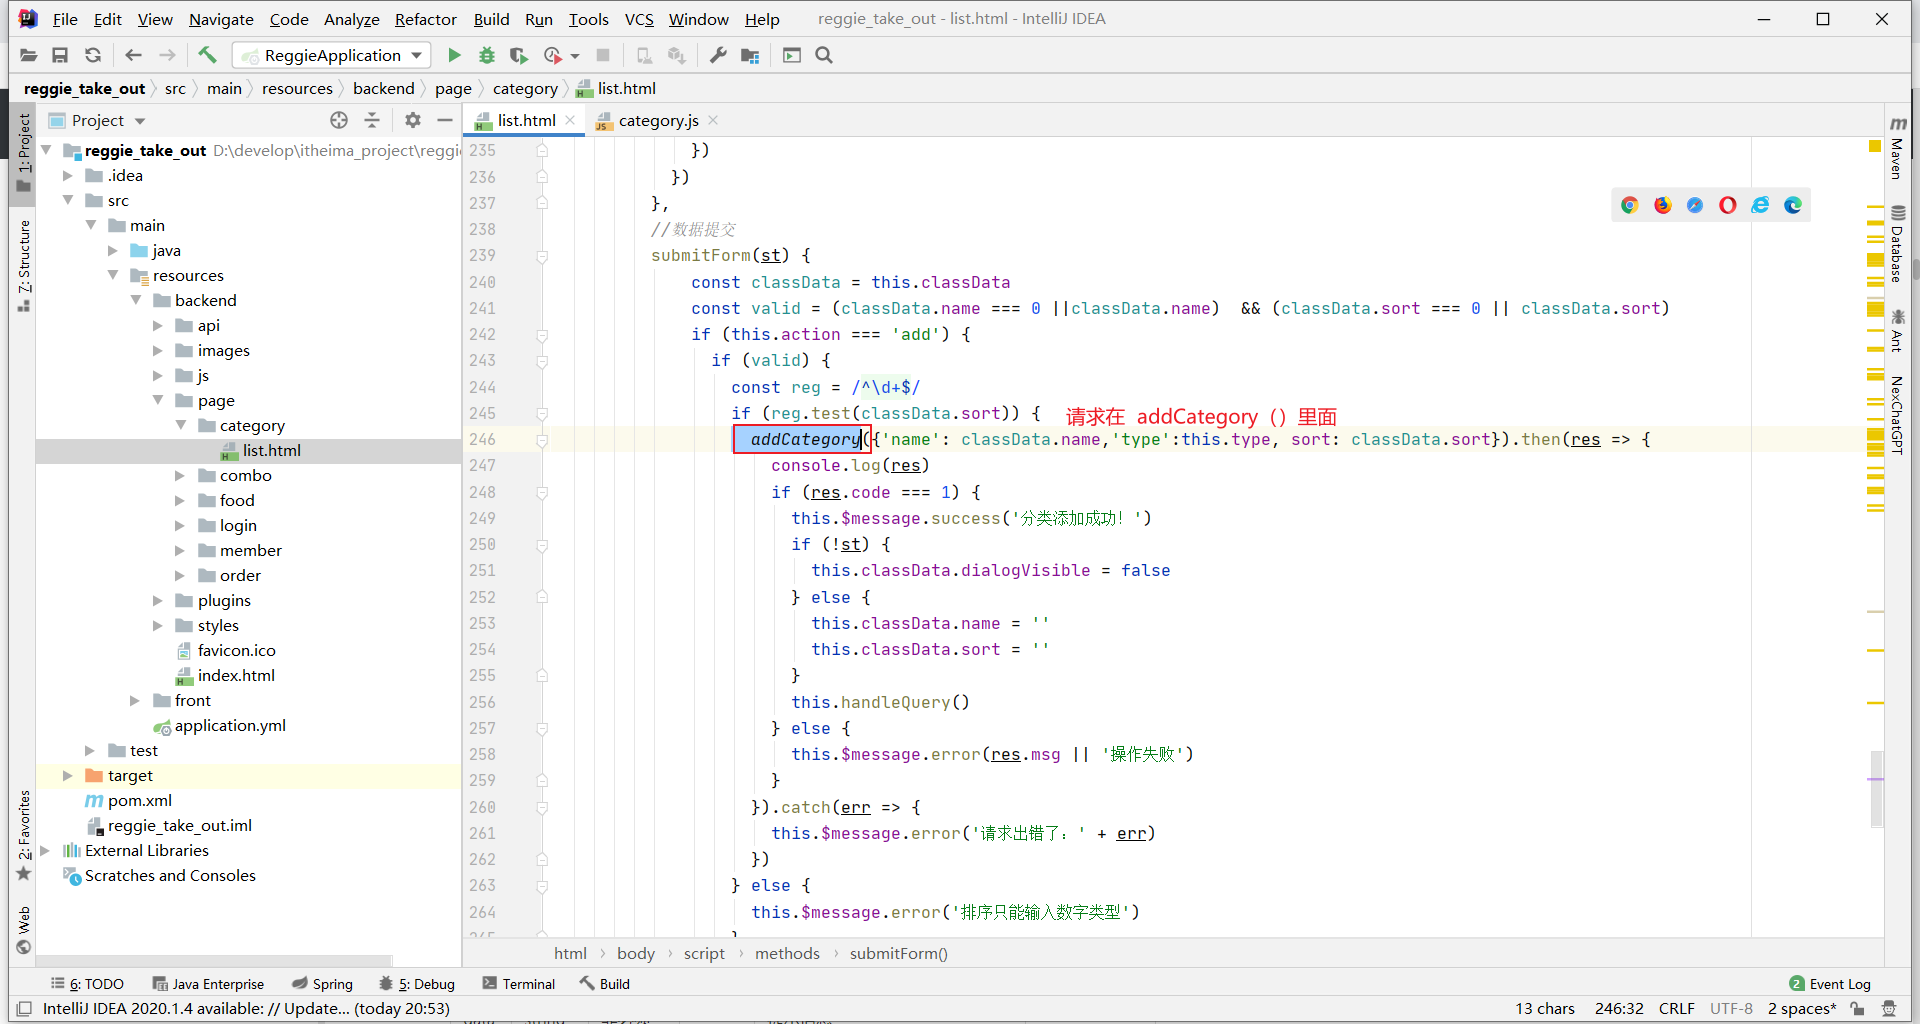 File Edit View Navigate Code Analyze Refactor Build Run Tools VCS Window Help reggie_take_out - list.html - IntelliJ IDEA
ReggieApplication
reggie_take_out src main resources backend page category list.html
Project
list.html
category.js
1: Project
7: Structure
2: Favorites
Web
reggie_take_out D:\develop\itheima_project\reggi
.idea
src
main
java
resources
backend
api
images
js
page
category
list.html
combo
food
login
member
order
plugins
styles
favicon.ico
index.html
front
application.yml
test
target
pom.xml
reggie_take_out.iml
External Libraries
Scratches and Consoles
235 })
236 })
237 },
238 //数据提交
239 submitForm(st) {
240 const classData = this.classData
241 const valid = (classData.name === 0 ||classData.name)  && (classData.sort === 0 || classData.sort)
242 if (this.action === 'add') {
243 if (valid) {
244 const reg = /^\d+$/
245 if (reg.test(classData.sort)) { 请求在 addCategory（）里面
246 addCategory({'name': classData.name,'type':this.type, sort: classData.sort}).then(res => {
247 console.log(res)
248 if (res.code === 1) {
249 this.$message.success('分类添加成功！')
250 if (!st) {
251 this.classData.dialogVisible = false
252 } else {
253 this.classData.name = ''
254 this.classData.sort = ''
255 }
256 this.handleQuery()
257 } else {
258 this.$message.error(res.msg || '操作失败')
259 }
260 }).catch(err => {
261 this.$message.error('请求出错了：' + err)
262 })
263 } else {
264 this.$message.error('排序只能输入数字类型')
Maven
Database
Ant
NexChatGPT
html body script methods submitForm()
6: TODO Java Enterprise Spring 5: Debug Terminal Build 2 Event Log
IntelliJ IDEA 2020.1.4 available: // Update... (today 20:53) 13 chars 246:32 CRLF UTF-8 2 spaces*